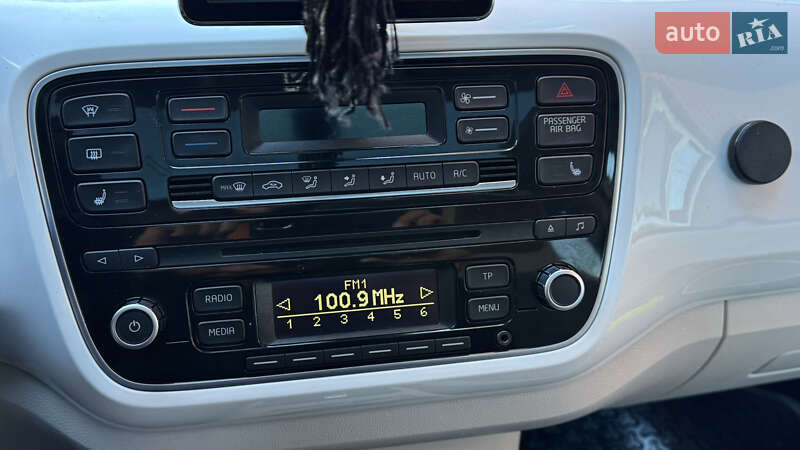 auto RIA
.com
PASSENGER
AIR BAG
MAX
AUTO
A/C
RADIO
MEDIA
FM1
100.9 MHz
1 2 3 4 5 6
TP
MENU